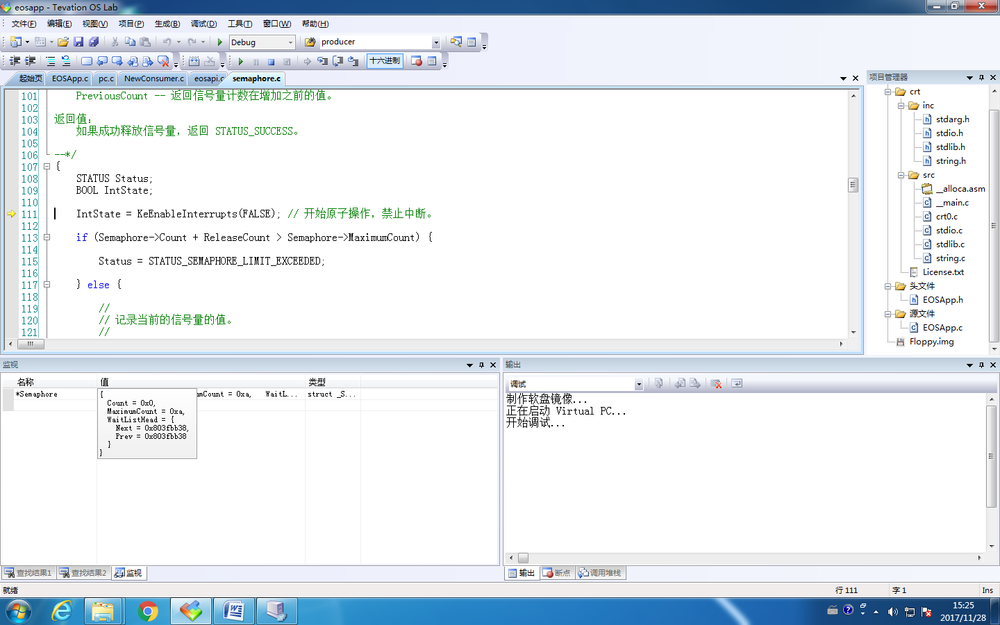 eosapp - Tevation OS Lab
文件(F) 编辑(E) 视图(V) 项目(P) 生成(B) 调试(D) 工具(T) 窗口(W) 帮助(H)
Debug producer
十六进制
起始页 EOSApp.c pc.c NewConsumer.c eosapi.c semaphore.c
101 PreviousCount -- 返回信号量计数在增加之前的值。
102
103 返回值：
104 如果成功释放信号量，返回 STATUS_SUCCESS。
105
106 --*/
107 {
108 STATUS Status;
109 BOOL IntState;
110
111 IntState = KeEnableInterrupts(FALSE); // 开始原子操作，禁止中断。
112
113 if (Semaphore->Count + ReleaseCount > Semaphore->MaximumCount) {
114
115 Status = STATUS_SEMAPHORE_LIMIT_EXCEEDED;
116
117 } else {
118
119 //
120 // 记录当前的信号量的值。
121 //
项目管理器
crt
inc
stdarg.h
stdio.h
stdlib.h
string.h
src
__alloca.asm
__main.c
crt0.c
stdio.c
stdlib.c
string.c
License.txt
头文件
EOSApp.h
源文件
EOSApp.c
Floppy.img
监视
名称 值 类型
*Semaphore umCount = 0xa, WaitL... struct _S...
{
Count = 0x0,
MaximumCount = 0xa,
WaitListHead = {
Next = 0x803fbb38,
Prev = 0x803fbb38
}
}
查找结果1 查找结果2 监视
输出
调试
制作软盘镜像...
正在启动 Virtual PC...
开始调试...
输出 断点 调用堆栈
就绪 行 111 字 1 Ins
15:25
2017/11/28